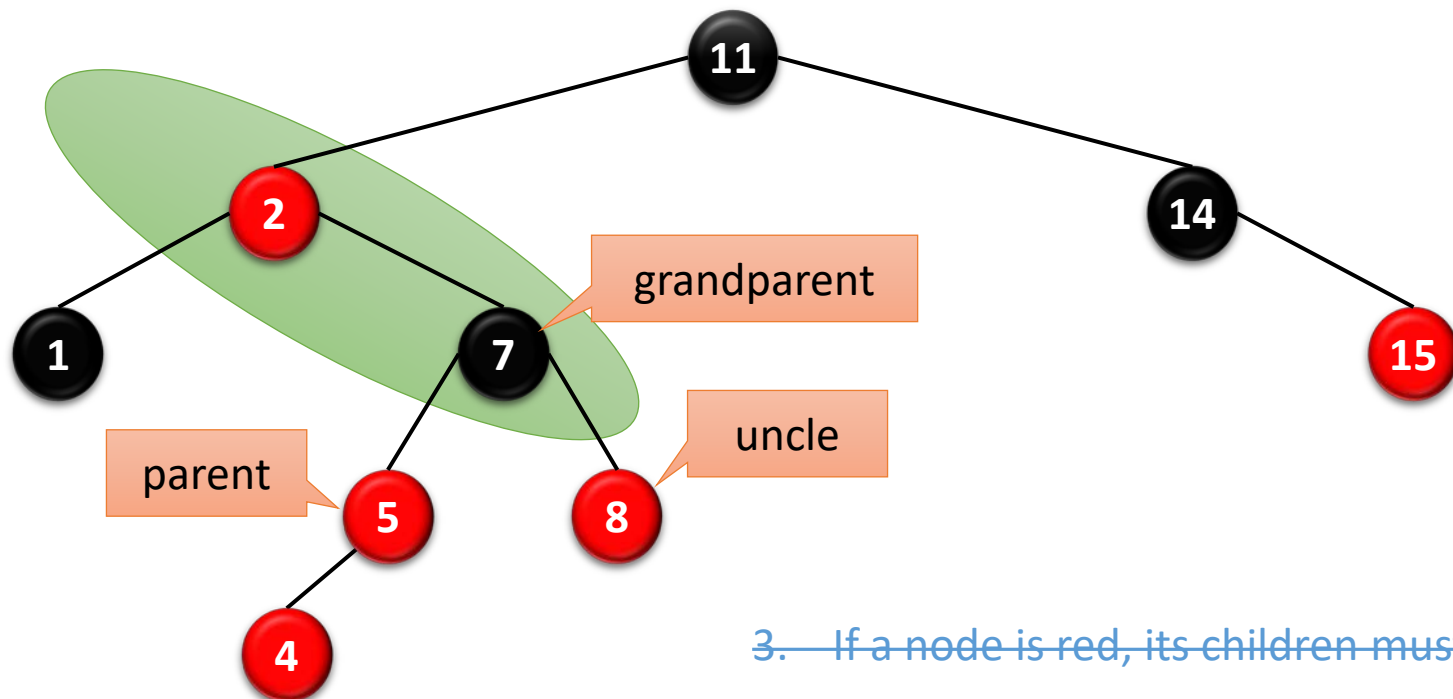 11
2
14
grandparent
1
7
15
uncle
parent
5
8
4
3. If a node is red, its children mus